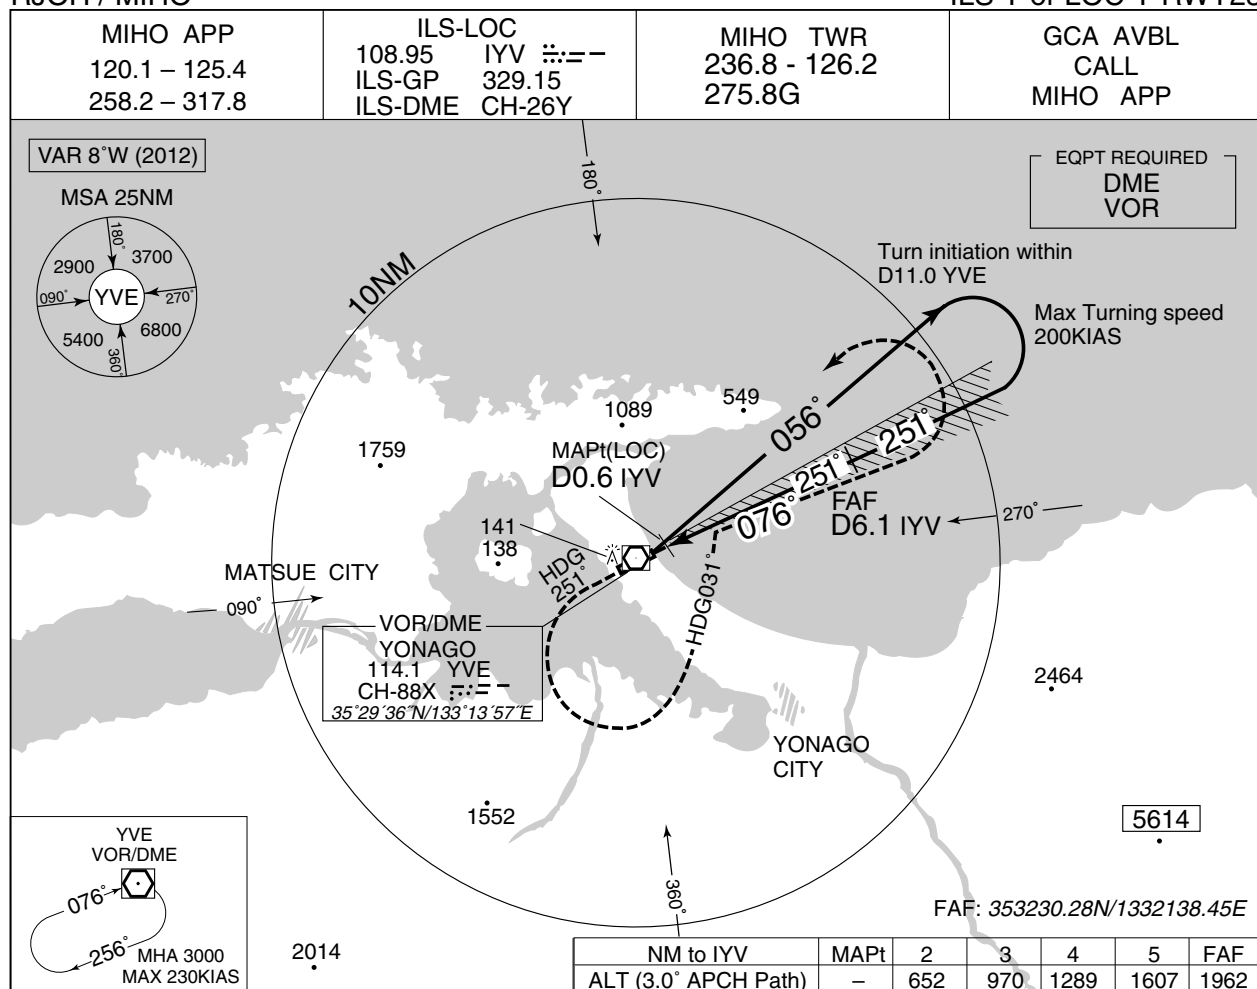 RJOH / MIHO
ILS Y or LOC Y RWY25
MIHO APP
120.1 – 125.4
258.2 – 317.8
ILS-LOC
108.95 IYV
ILS-GP 329.15
ILS-DME CH-26Y
MIHO TWR
236.8 - 126.2
275.8G
GCA AVBL
CALL
MIHO APP
VAR 8°W (2012)
MSA 25NM
180°
2900
3700
090°
YVE
270°
5400
6800
360°
EQPT REQUIRED
DME
VOR
180°
10NM
Turn initiation within
D11.0 YVE
Max Turning speed
200KIAS
549
1089
1759
056°
251°
251°
076°
MAPt(LOC)
D0.6 IYV
FAF
D6.1 IYV
270°
141
138
HDG
251°
HDG031°
MATSUE CITY
090°
VOR/DME
YONAGO
114.1 YVE
CH-88X
35°29´36˝N/133°13´57˝E
2464
YONAGO
CITY
1552
5614
YVE
VOR/DME
076°
256°
MHA 3000
MAX 230KIAS
2014
360°
FAF: 353230.28N/1332138.45E
NM to IYV MAPt 2 3 4 5 FAF
ALT (3.0° APCH Path) – 652 970 1289 1607 1962